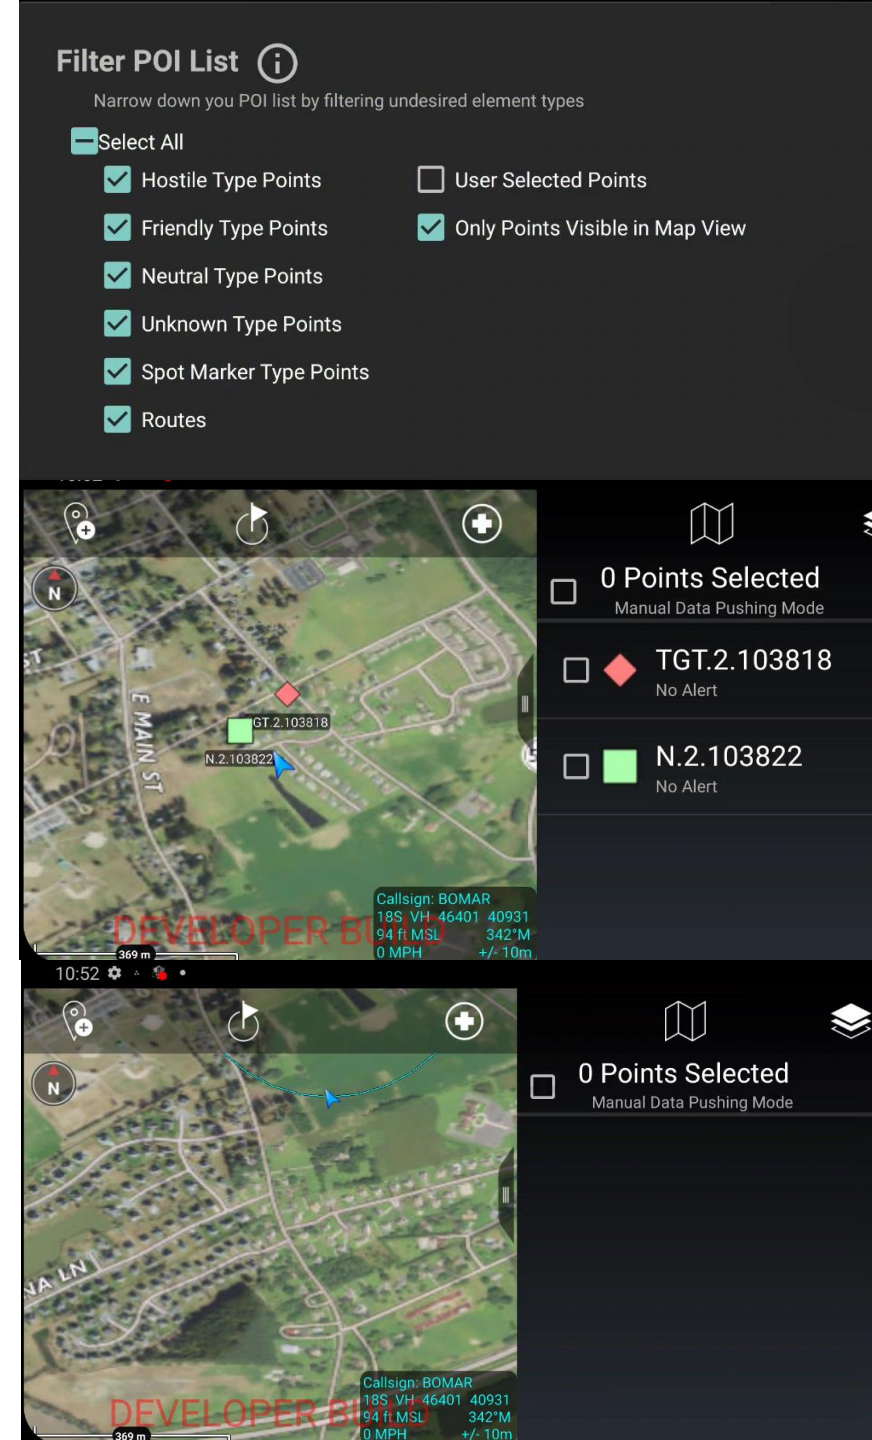 Filter POI List
Narrow down you POI list by filtering undesired element types
Select All
Hostile Type Points
User Selected Points
Friendly Type Points
Only Points Visible in Map View
Neutral Type Points
Unknown Type Points
Spot Marker Type Points
Routes
N
E MAIN ST
ST
GT.2.103818
N.2.103822
DEVELOPER BUILD
369 m
Callsign: BOMAR
18S VH 46401 40931
94 ft MSL 342°M
0 MPH +/- 10m
0 Points Selected
Manual Data Pushing Mode
TGT.2.103818
No Alert
N.2.103822
No Alert
10:52
N
NA LN
DEVELOPER BU
369 m
Callsign: BOMAR
18S VH 46401 40931
94 ft MSL 342°M
0 MPH +/- 10m
0 Points Selected
Manual Data Pushing Mode